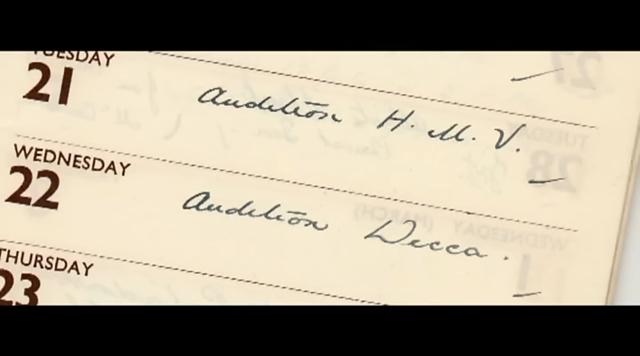 TUESDAY
21
Audition H.M.V.
WEDNESDAY
22
Audition Decca.
THURSDAY
23